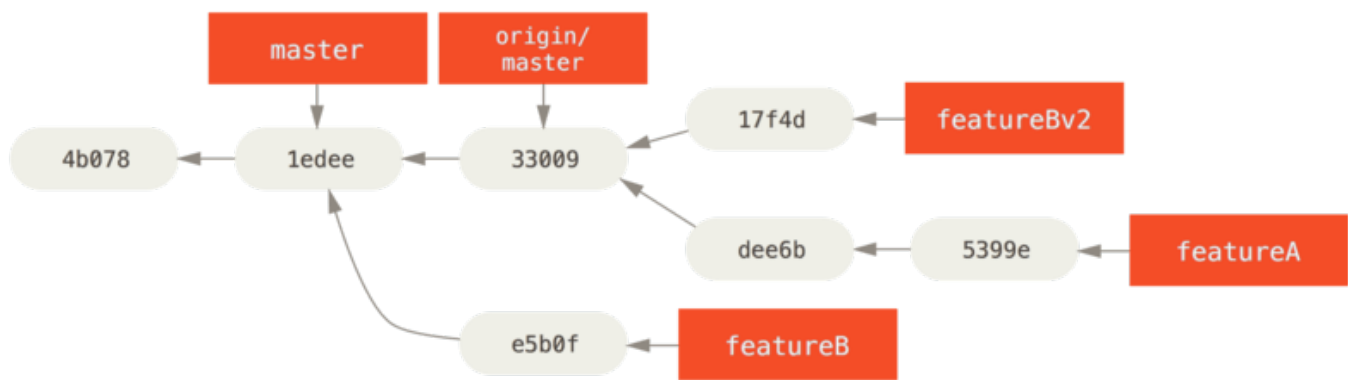 master
origin/
master
17f4d
featureBv2
4b078
1edee
33009
dee6b
5399e
featureA
e5b0f
featureB